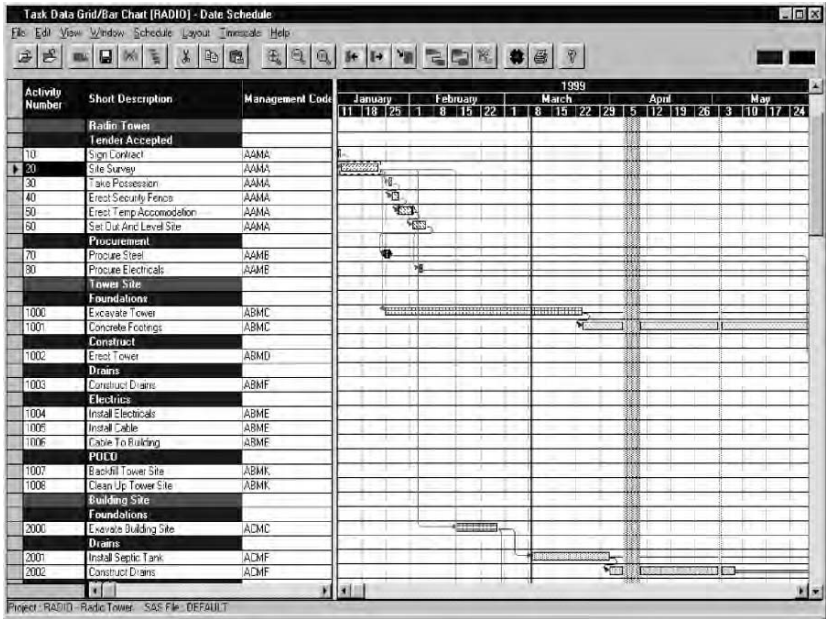 Task Data Grid/Bar Chart [RADIO] - Date Schedule
File Edit View Window Schedule Layout Timescale Help
1999
Activity Number Short Description Management Code January February March April May
11 18 25 1 8 15 22 1 8 15 22 29 5 12 19 26 3 10 17 24
Radio Tower
Tender Accepted
10 Sign Contract AAMA
20 Site Survey AAMA
30 Take Possession AAMA
40 Erect Security Fence AAMA
50 Erect Temp Accomodation AAMA
60 Set Out And Level Site AAMA
Procurement
70 Procure Steel AAMB
80 Procure Electricals AAMB
Tower Site
Foundations
1000 Excavate Tower ABMC
1001 Concrete Footings ABMC
Construct
1002 Erect Tower ABMD
Drains
1003 Construct Drains ABMF
Electrics
1004 Install Electricals ABME
1005 Install Cable ABME
1006 Cable To Building ABME
POCO
1007 Backfill Tower Site ABMK
1008 Clean Up Tower Site ABMK
Building Site
Foundations
2000 Exavate Building Site ACMC
Drains
2001 Install Septic Tank ACMF
2002 Construct Drains ACMF
Project : RADIO - Radio Tower SAS File : DEFAULT